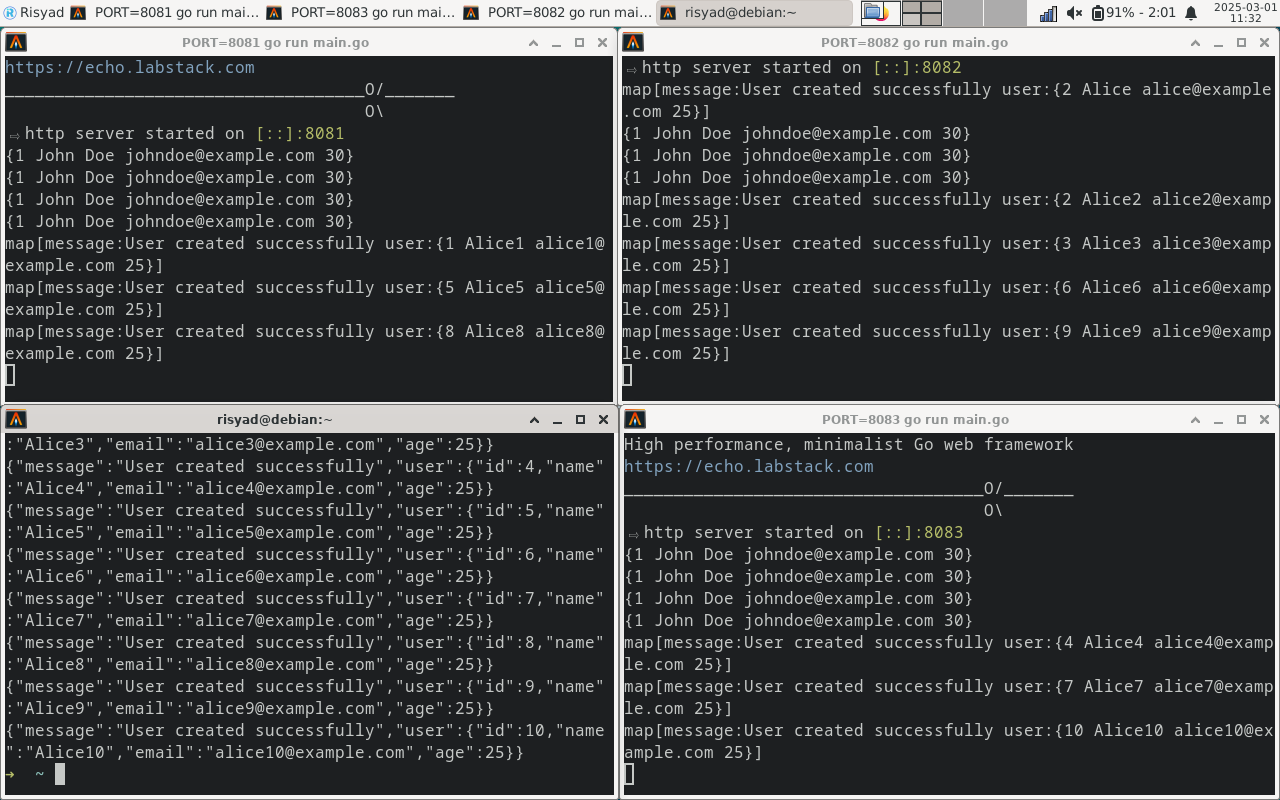 Risyad
PORT=8081 go run mai...
PORT=8083 go run mai...
PORT=8082 go run mai...
risyad@debian:~
91% - 2:01
2025-03-01
11:32
PORT=8081 go run main.go
https://echo.labstack.com
____________________________________O/_______
O\
⇨ http server started on [::]:8081
{1 John Doe johndoe@example.com 30}
{1 John Doe johndoe@example.com 30}
{1 John Doe johndoe@example.com 30}
{1 John Doe johndoe@example.com 30}
map[message:User created successfully user:{1 Alice1 alice1@
example.com 25}]
map[message:User created successfully user:{5 Alice5 alice5@
example.com 25}]
map[message:User created successfully user:{8 Alice8 alice8@
example.com 25}]
PORT=8082 go run main.go
⇨ http server started on [::]:8082
map[message:User created successfully user:{2 Alice alice@example
.com 25}]
{1 John Doe johndoe@example.com 30}
{1 John Doe johndoe@example.com 30}
{1 John Doe johndoe@example.com 30}
map[message:User created successfully user:{2 Alice2 alice2@examp
le.com 25}]
map[message:User created successfully user:{3 Alice3 alice3@examp
le.com 25}]
map[message:User created successfully user:{6 Alice6 alice6@examp
le.com 25}]
map[message:User created successfully user:{9 Alice9 alice9@examp
le.com 25}]
risyad@debian:~
:"Alice3","email":"alice3@example.com","age":25}}
{"message":"User created successfully","user":{"id":4,"name"
:"Alice4","email":"alice4@example.com","age":25}}
{"message":"User created successfully","user":{"id":5,"name"
:"Alice5","email":"alice5@example.com","age":25}}
{"message":"User created successfully","user":{"id":6,"name"
:"Alice6","email":"alice6@example.com","age":25}}
{"message":"User created successfully","user":{"id":7,"name"
:"Alice7","email":"alice7@example.com","age":25}}
{"message":"User created successfully","user":{"id":8,"name"
:"Alice8","email":"alice8@example.com","age":25}}
{"message":"User created successfully","user":{"id":9,"name"
:"Alice9","email":"alice9@example.com","age":25}}
{"message":"User created successfully","user":{"id":10,"name
":"Alice10","email":"alice10@example.com","age":25}}
➜ ~
PORT=8083 go run main.go
High performance, minimalist Go web framework
https://echo.labstack.com
____________________________________O/_______
O\
⇨ http server started on [::]:8083
{1 John Doe johndoe@example.com 30}
{1 John Doe johndoe@example.com 30}
{1 John Doe johndoe@example.com 30}
{1 John Doe johndoe@example.com 30}
map[message:User created successfully user:{4 Alice4 alice4@examp
le.com 25}]
map[message:User created successfully user:{7 Alice7 alice7@examp
le.com 25}]
map[message:User created successfully user:{10 Alice10 alice10@ex
ample.com 25}]